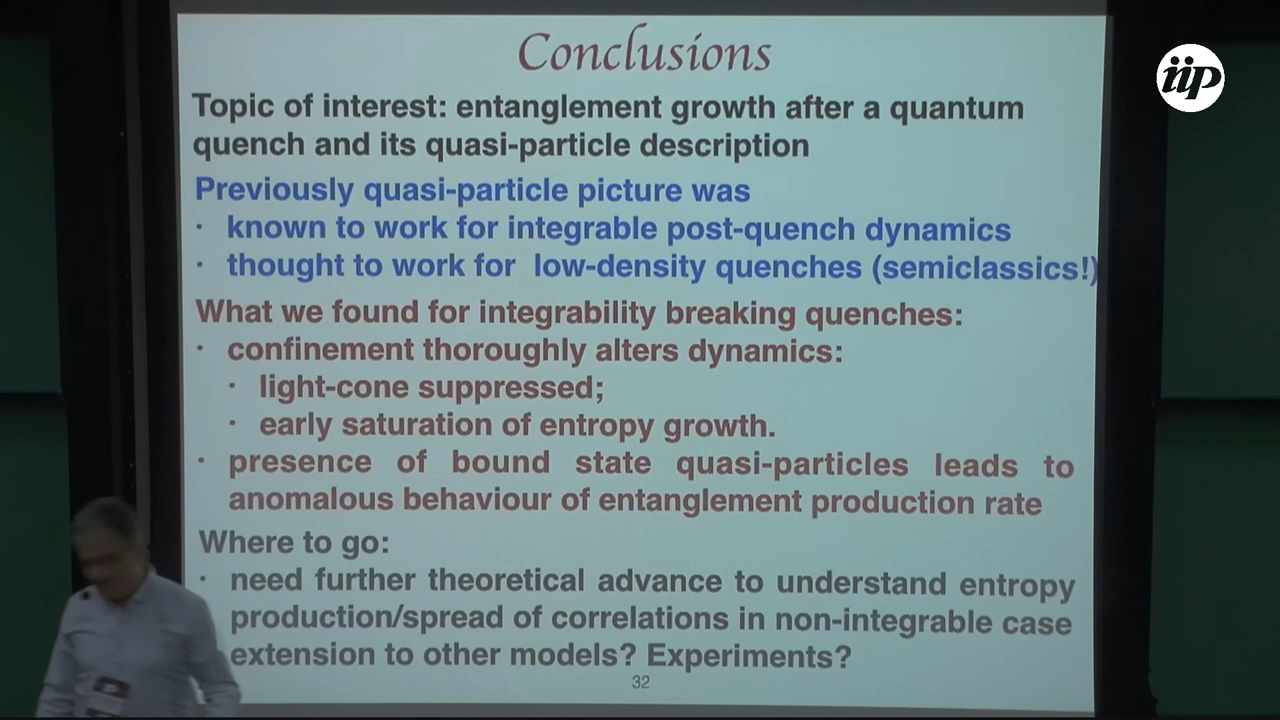 Conclusions
iip
Topic of interest: entanglement growth after a quantum
quench and its quasi-particle description
Previously quasi-particle picture was
· known to work for integrable post-quench dynamics
· thought to work for low-density quenches (semiclassics!)
What we found for integrability breaking quenches:
· confinement thoroughly alters dynamics:
· light-cone suppressed;
· early saturation of entropy growth.
· presence of bound state quasi-particles leads to
anomalous behaviour of entanglement production rate
Where to go:
· need further theoretical advance to understand entropy
production/spread of correlations in non-integrable case
extension to other models? Experiments?
32